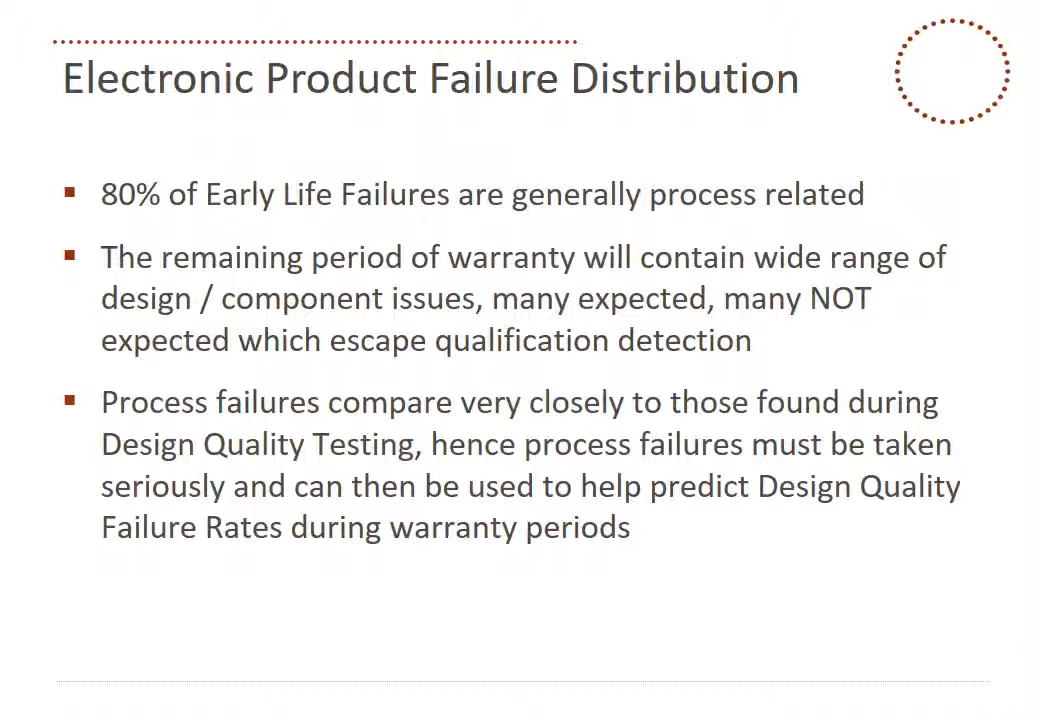 Electronic Product Failure Distribution
80% of Early Life Failures are generally process related
The remaining period of warranty will contain wide range of
design / component issues, many expected, many NOT
expected which escape qualification detection
Process failures compare very closely to those found during
Design Quality Testing, hence process failures must be taken
seriously and can then be used to help predict Design Quality
Failure Rates during warranty periods